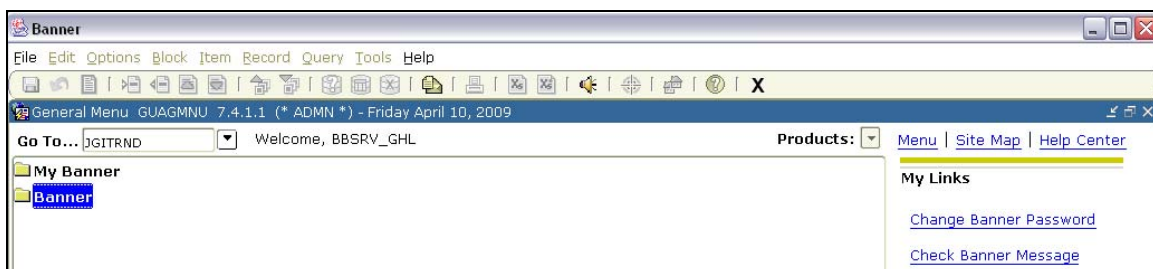 Banner
File Edit Options Block Item Record Query Tools Help
X
General Menu GUAGMNU 7.4.1.1 (* ADMN *) - Friday April 10, 2009
Go To... JGITRND Welcome, BBSRV_GHL Products: Menu | Site Map | Help Center
My Banner
Banner
My Links
Change Banner Password
Check Banner Message